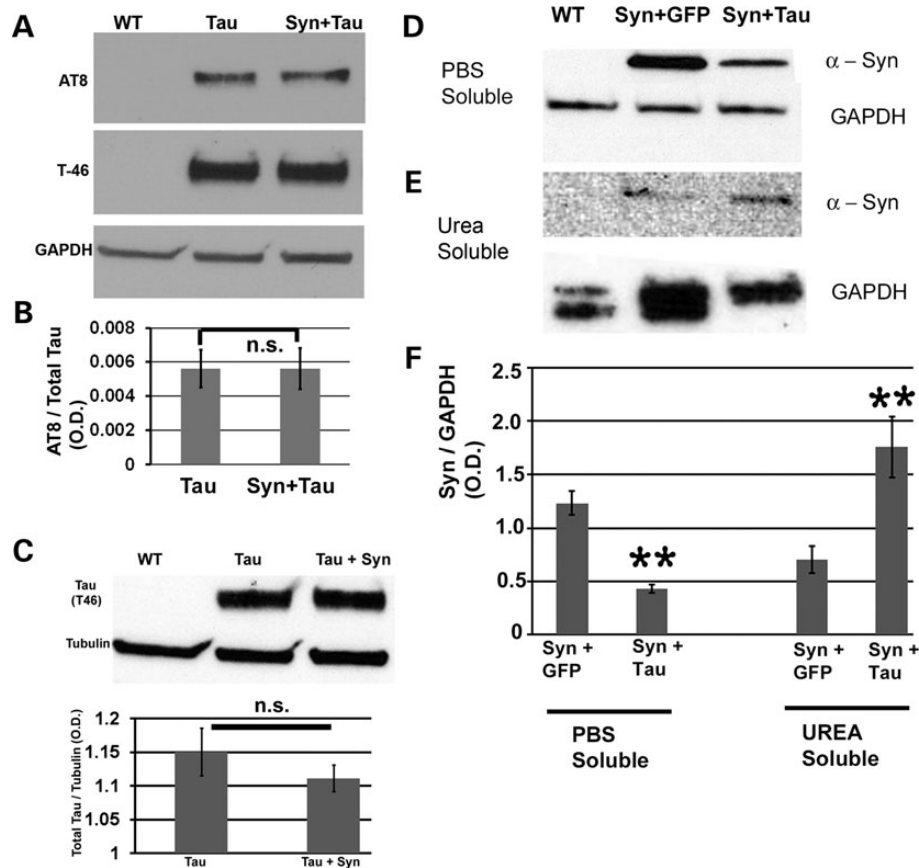 A
WT Tau Syn+Tau
AT8
T-46
GAPDH
B
0.008
0.006
0.004
0.002
0
AT8 / Total Tau
(O.D.)
n.s.
Tau Syn+Tau
C
WT Tau Tau + Syn
Tau
(T46)
Tubulin
n.s.
1.15
1.1
1.05
1
Total Tau / Tubulin (O.D.)
Tau Tau + Syn
D
WT Syn+GFP Syn+Tau
PBS
Soluble
α – Syn
GAPDH
E
Urea
Soluble
α – Syn
GAPDH
F
2.5
2.0
1.5
1.0
0.5
0
Syn / GAPDH
(O.D.)
**
**
Syn +
GFP
Syn +
Tau
Syn +
GFP
Syn +
Tau
PBS
Soluble
UREA
Soluble